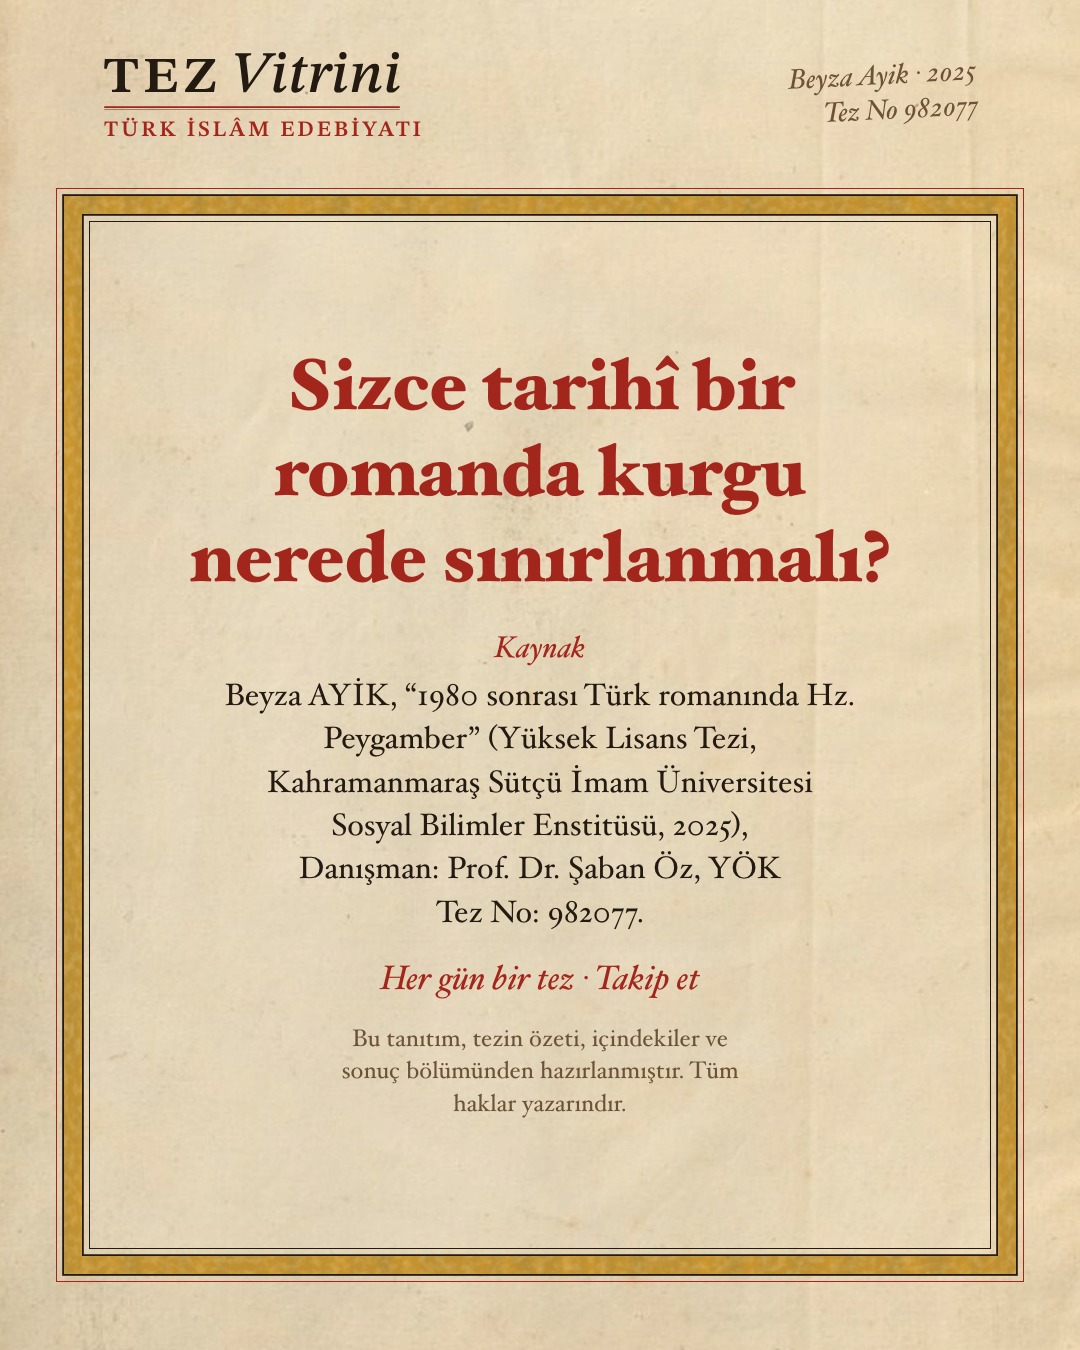 TEZ Vitrini
TÜRK İSLÂM EDEBİYATI
Beyza Ayik · 2025
Tez No 982077
Sizce tarihî bir
romanda kurgu
nerede sınırlanmalı?
Kaynak
Beyza AYİK, “1980 sonrası Türk romanında Hz.
Peygamber” (Yüksek Lisans Tezi,
Kahramanmaraş Sütçü İmam Üniversitesi
Sosyal Bilimler Enstitüsü, 2025),
Danışman: Prof. Dr. Şaban Öz, YÖK
Tez No: 982077.
Her gün bir tez · Takip et
Bu tanıtım, tezin özeti, içindekiler ve
sonuç bölümünden hazırlanmıştır. Tüm
haklar yazarındır.